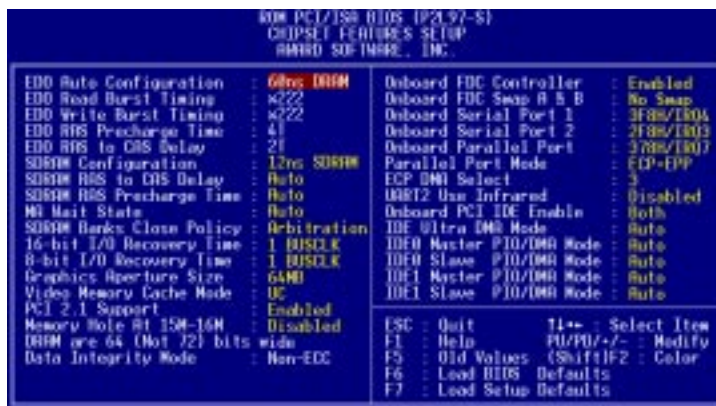 ROM PCI/ISA BIOS (P2L97-S)
CHIPSET FEATURES SETUP
AWARD SOFTWARE, INC.
EDO Auto Configuration : 60ns DRAM
EDO Read Burst Timing : x222
EDO Write Burst Timing : x222
EDO RAS Precharge Time : 4T
EDO RAS to CAS Delay : 2T
SDRAM Configuration : 12ns SDRAM
SDRAM RAS to CAS Delay : Auto
SDRAM RAS Precharge Time : Auto
MA Wait State : Auto
SDRAM Banks Close Policy : Arbitration
16-bit I/O Recovery Time : 1 BUSCLK
8-bit I/O Recovery Time : 1 BUSCLK
Graphics Aperture Size : 64MB
Video Memory Cache Mode : UC
PCI 2.1 Support : Enabled
Memory Hole At 15M-16M : Disabled
DRAM are 64 (Not 72) bits wide
Data Integrity Mode : Non-ECC
Onboard FDC Controller : Enabled
Onboard FDC Swap A & B : No Swap
Onboard Serial Port 1 : 3F8H/IRQ4
Onboard Serial Port 2 : 2F8H/IRQ3
Onboard Parallel Port : 378H/IRQ7
Parallel Port Mode : ECP+EPP
ECP DMA Select : 3
UART2 Use Infrared : Disabled
Onboard PCI IDE Enable : Both
IDE Ultra DMA Mode : Auto
IDE0 Master PIO/DMA Mode : Auto
IDE0 Slave PIO/DMA Mode : Auto
IDE1 Master PIO/DMA Mode : Auto
IDE1 Slave PIO/DMA Mode : Auto
ESC : Quit ↑↓→← : Select Item
F1 : Help PU/PD/+/- : Modify
F5 : Old Values (Shift)F2 : Color
F6 : Load BIOS Defaults
F7 : Load Setup Defaults